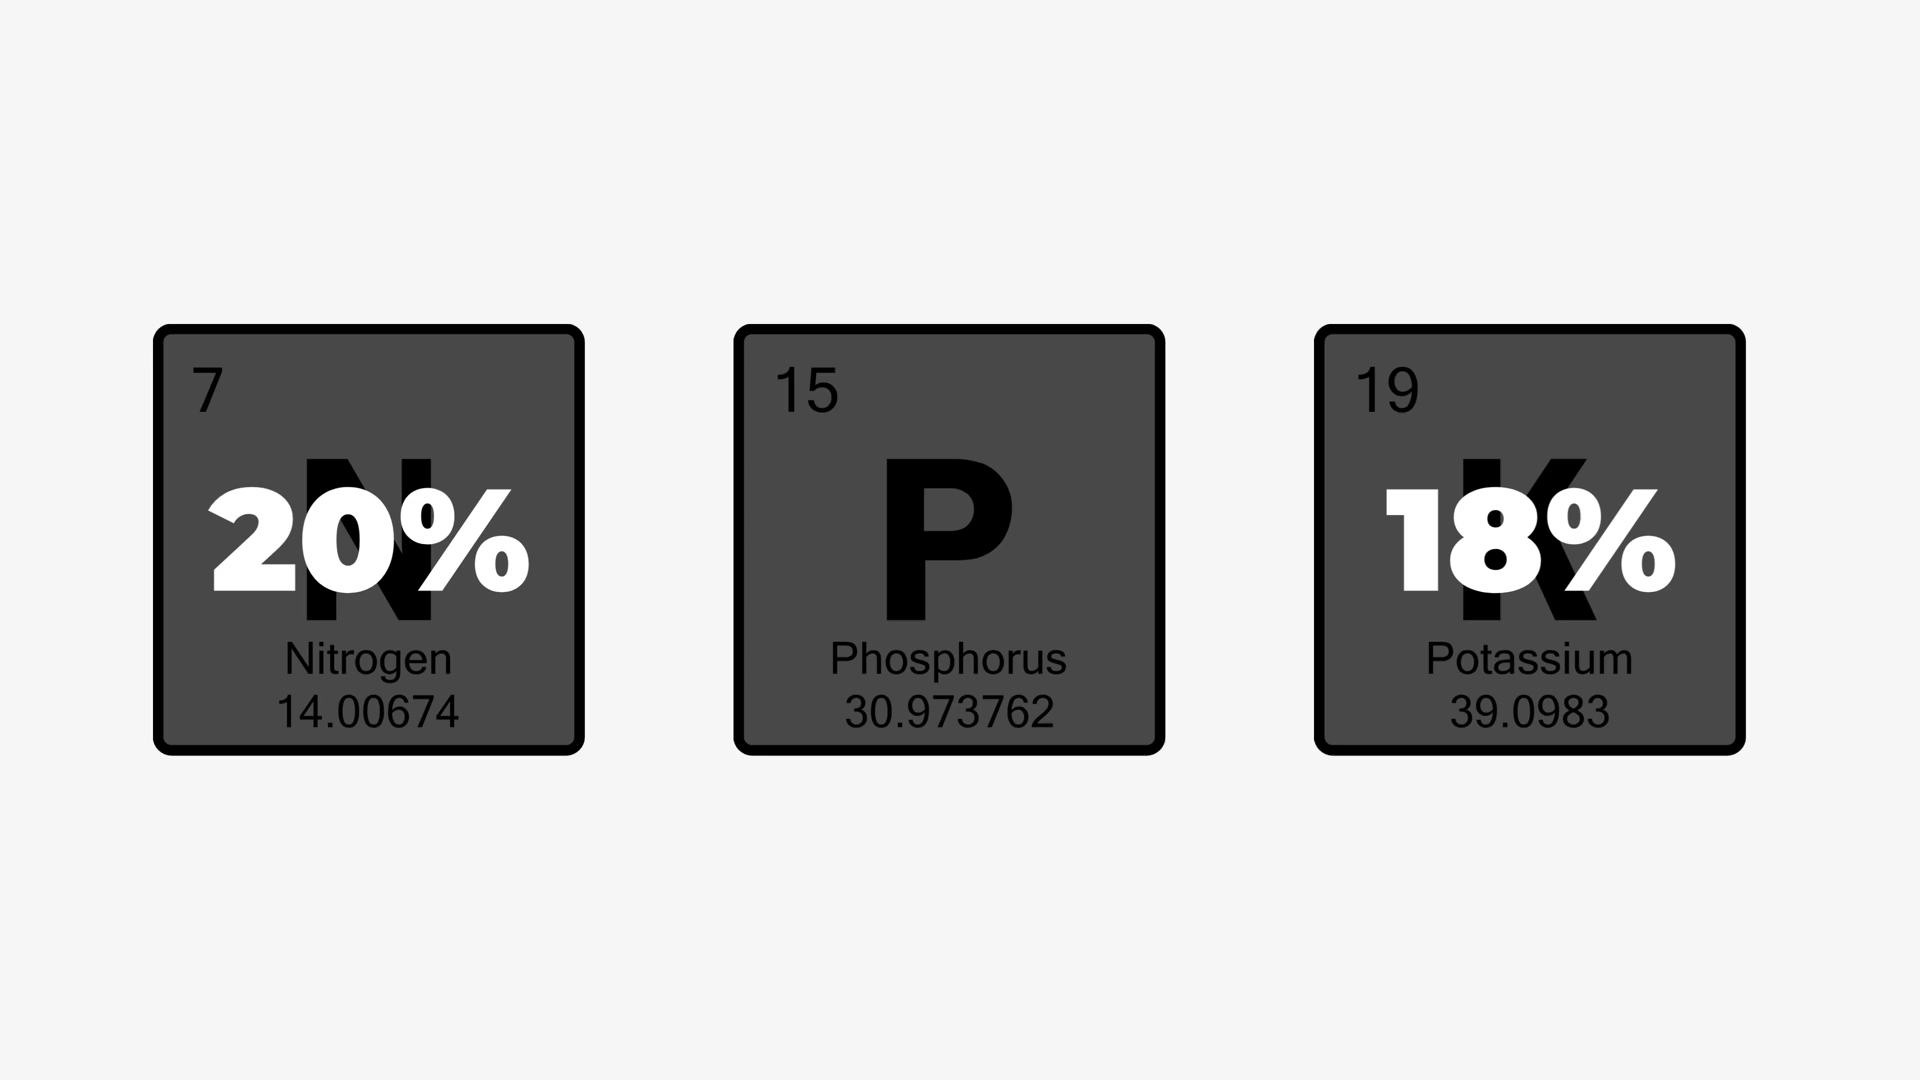 7
N
20%
Nitrogen
14.00674
15
P
Phosphorus
30.973762
19
K
18%
Potassium
39.0983